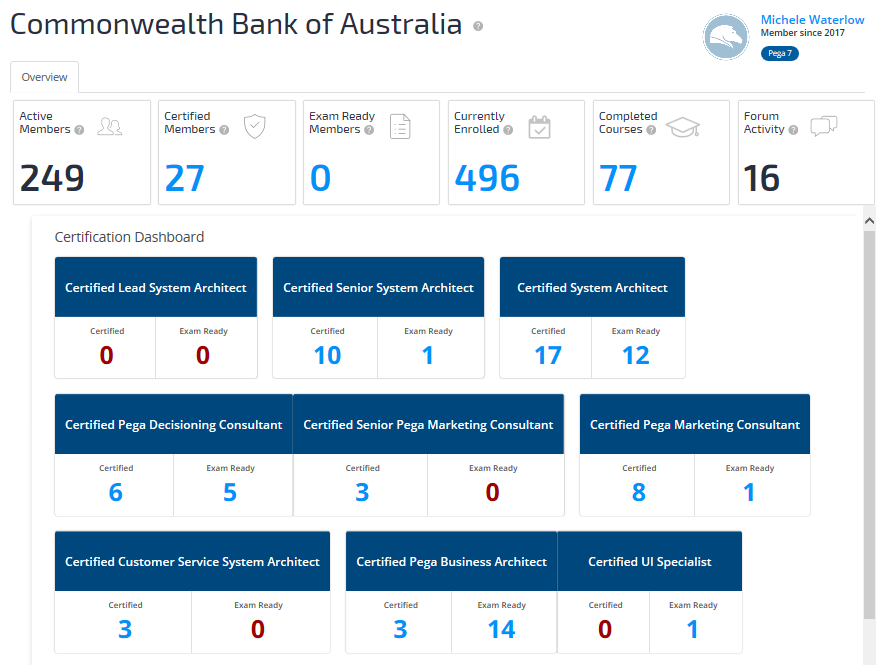 Commonwealth Bank of Australia ?
Michele Waterlow
Member since 2017
Pega 7
Overview
Active
Members ?
249
Certified
Members ?
27
Exam Ready
Members ?
0
Currently
Enrolled ?
496
Completed
Courses ?
77
Forum
Activity ?
16
Certification Dashboard
Certified Lead System Architect
Certified Exam Ready
0 0
Certified Senior System Architect
Certified Exam Ready
10 1
Certified System Architect
Certified Exam Ready
17 12
Certified Pega Decisioning Consultant
Certified Exam Ready
6 5
Certified Senior Pega Marketing Consultant
Certified Exam Ready
3 0
Certified Pega Marketing Consultant
Certified Exam Ready
8 1
Certified Customer Service System Architect
Certified Exam Ready
3 0
Certified Pega Business Architect
Certified Exam Ready
3 14
Certified UI Specialist
Certified Exam Ready
0 1